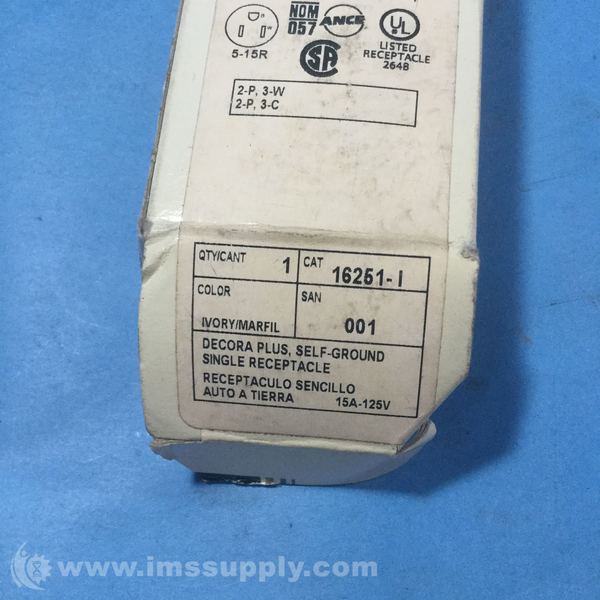 NOM
057
ANCE
UL
5-15R
SA
LISTED
RECEPTACLE
264B
2-P, 3-W
2-P, 3-C
QTY/CANT 1 CAT 16251-I
COLOR SAN
IVORY/MARFIL 001
DECORA PLUS, SELF-GROUND
SINGLE RECEPTACLE
RECEPTACULO SENCILLO
AUTO A TIERRA 15A-125V
www.imssupply.com